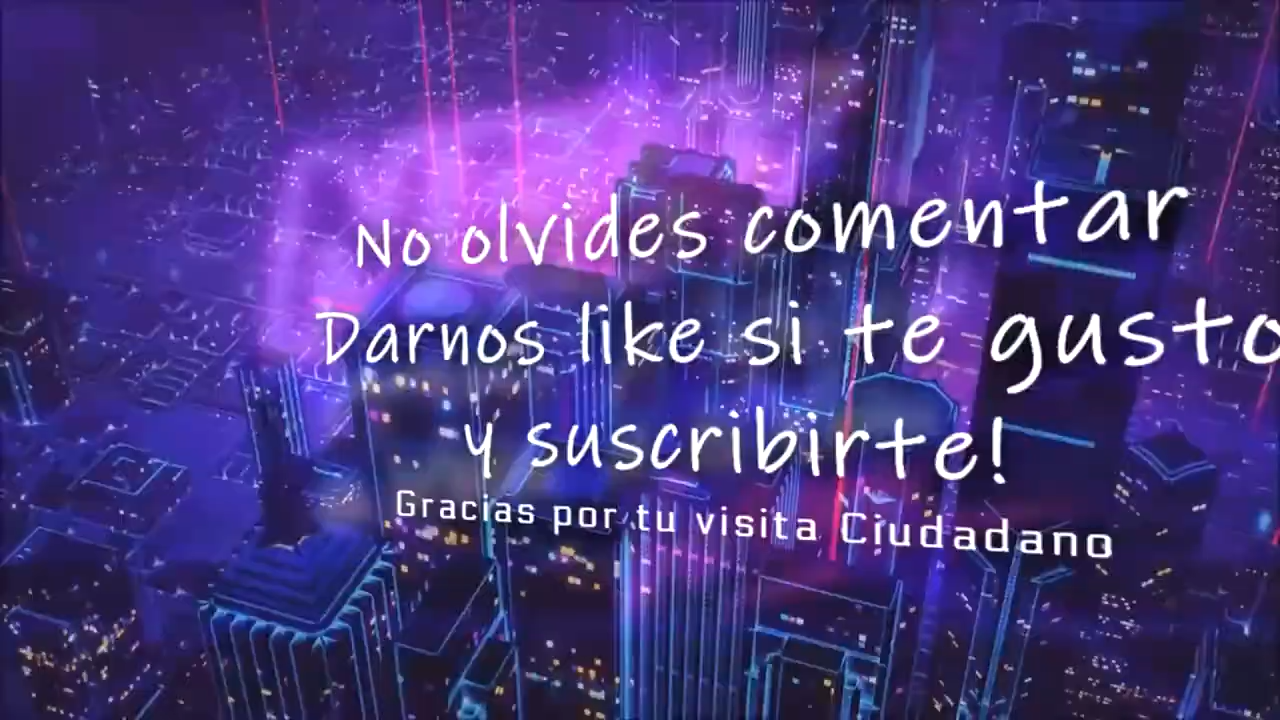 No olvides comentar
Darnos like si te gusto
y suscribirte!
Gracias por tu visita Ciudadano